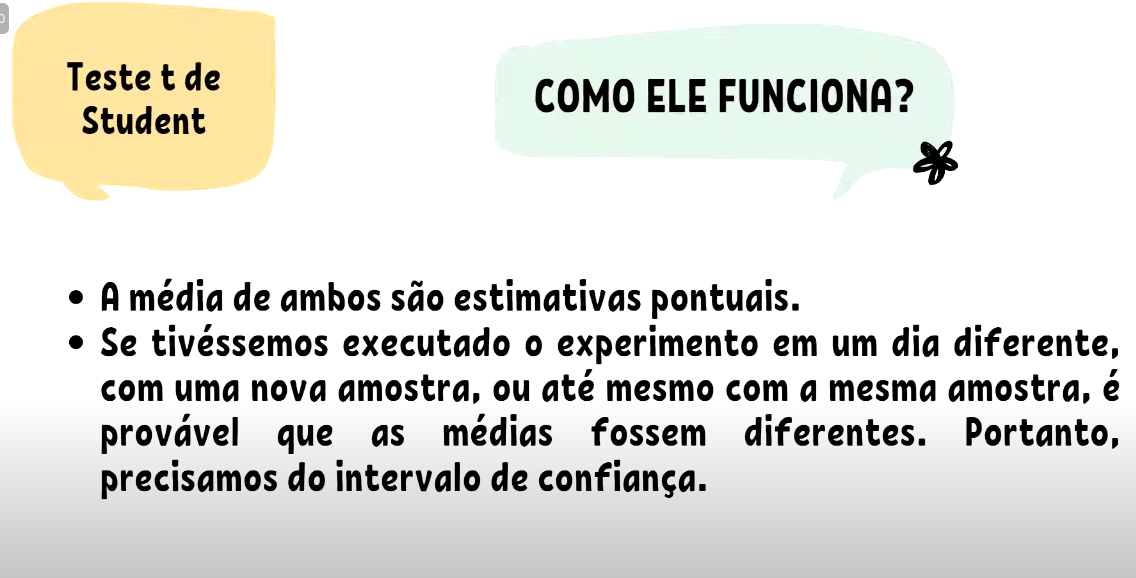 Teste t de
Student
COMO ELE FUNCIONA?
A média de ambos são estimativas pontuais.
Se tivéssemos executado o experimento em um dia diferente,
com uma nova amostra, ou até mesmo com a mesma amostra, é
provável que as médias fossem diferentes. Portanto,
precisamos do intervalo de confiança.